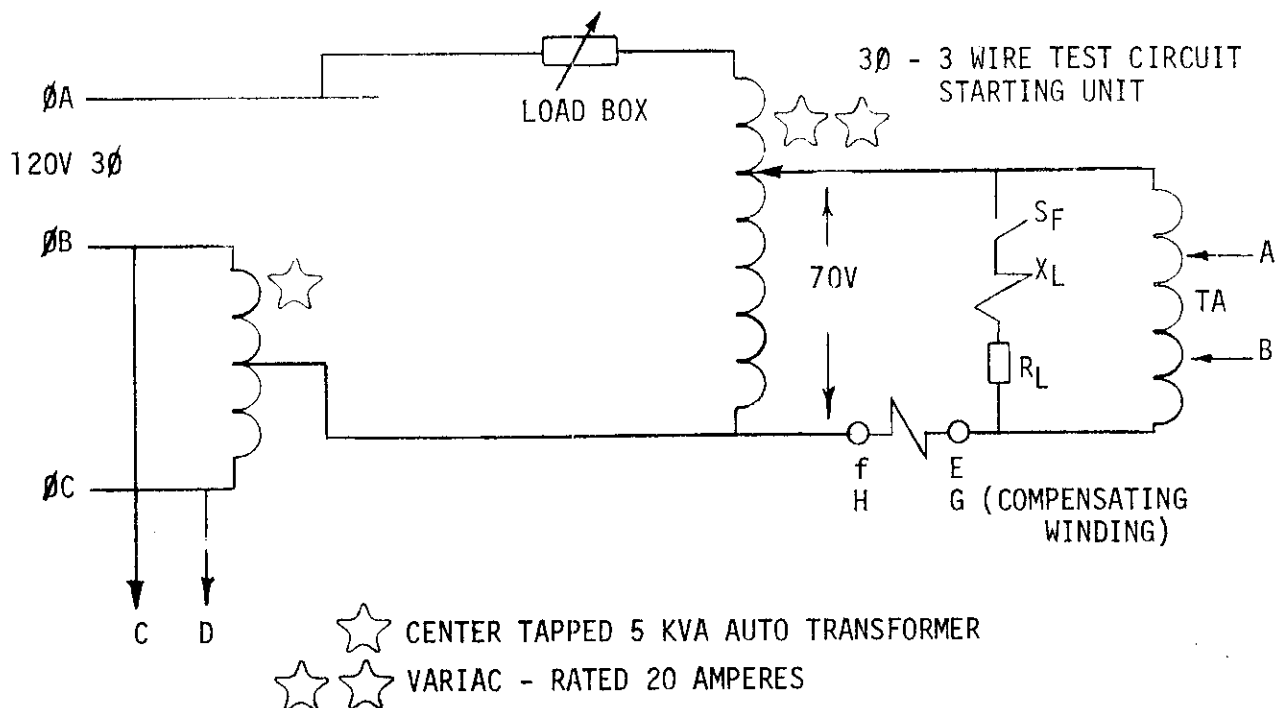 3Ø - 3 WIRE TEST CIRCUIT
STARTING UNIT
ØA
LOAD BOX
120V 3Ø
ØB
ØC
70V
SF
XL
RL
A
TA
B
f
H
E
G (COMPENSATING
WINDING)
C
D
CENTER TAPPED 5 KVA AUTO TRANSFORMER
VARIAC - RATED 20 AMPERES